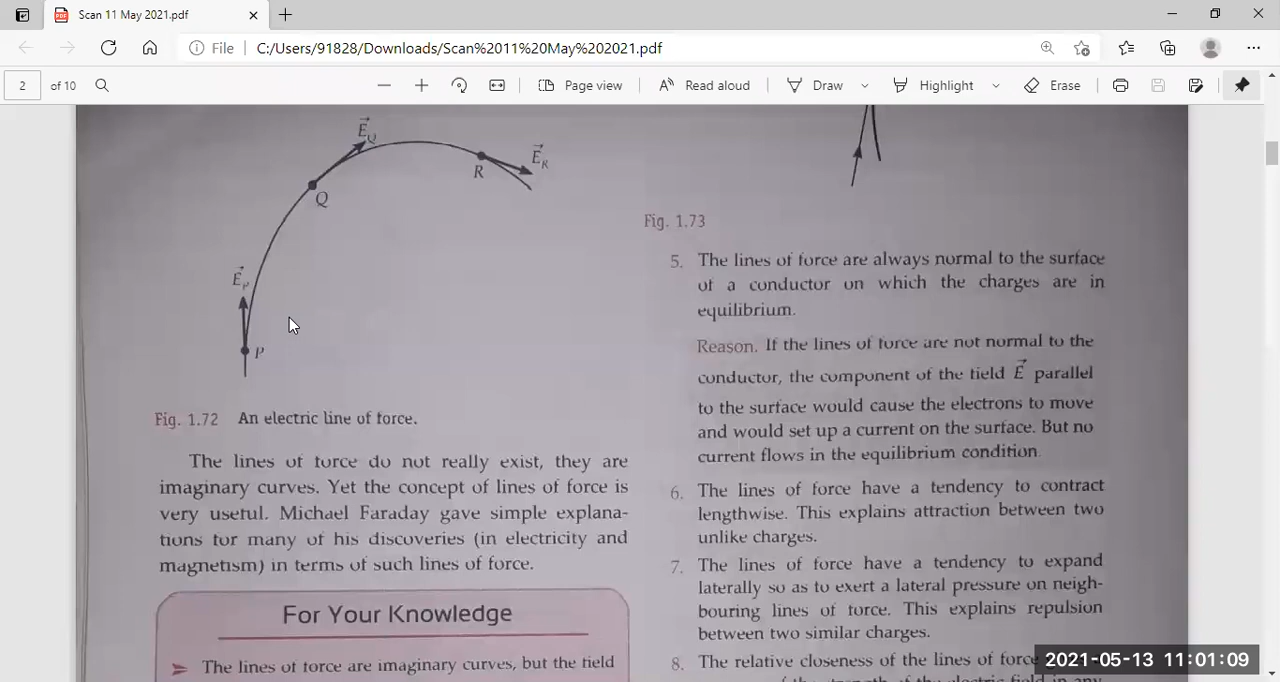 Scan 11 May 2021.pdf
File
C:/Users/91828/Downloads/Scan%2011%20May%202021.pdf
2 of 10
Page view
Read aloud
Draw
Highlight
Erase
E_Q
E_R
Q
R
E_P
P
Fig. 1.72 An electric line of force.
The lines of force do not really exist, they are
imaginary curves. Yet the concept of lines of force is
very useful. Michael Faraday gave simple explana-
tions for many of his discoveries (in electricity and
magnetism) in terms of such lines of force.
For Your Knowledge
➤ The lines of force are imaginary curves, but the field
Fig. 1.73
5. The lines of force are always normal to the surface
of a conductor on which the charges are in
equilibrium.
Reason. If the lines of force are not normal to the
conductor, the component of the field E parallel
to the surface would cause the electrons to move
and would set up a current on the surface. But no
current flows in the equilibrium condition.
6. The lines of force have a tendency to contract
lengthwise. This explains attraction between two
unlike charges.
7. The lines of force have a tendency to expand
laterally so as to exert a lateral pressure on neigh-
bouring lines of force. This explains repulsion
between two similar charges.
8. The relative closeness of the lines of force
2021-05-13 11:01:09